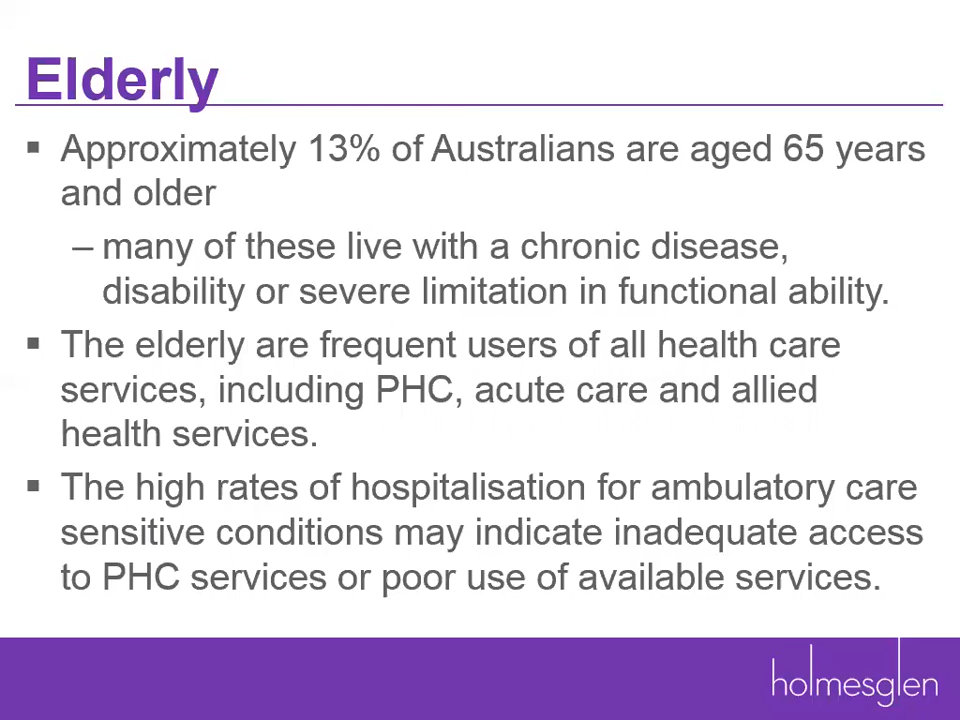 Elderly
▪ Approximately 13% of Australians are aged 65 years
and older
– many of these live with a chronic disease,
disability or severe limitation in functional ability.
▪ The elderly are frequent users of all health care
services, including PHC, acute care and allied
health services.
▪ The high rates of hospitalisation for ambulatory care
sensitive conditions may indicate inadequate access
to PHC services or poor use of available services.
holmesglen